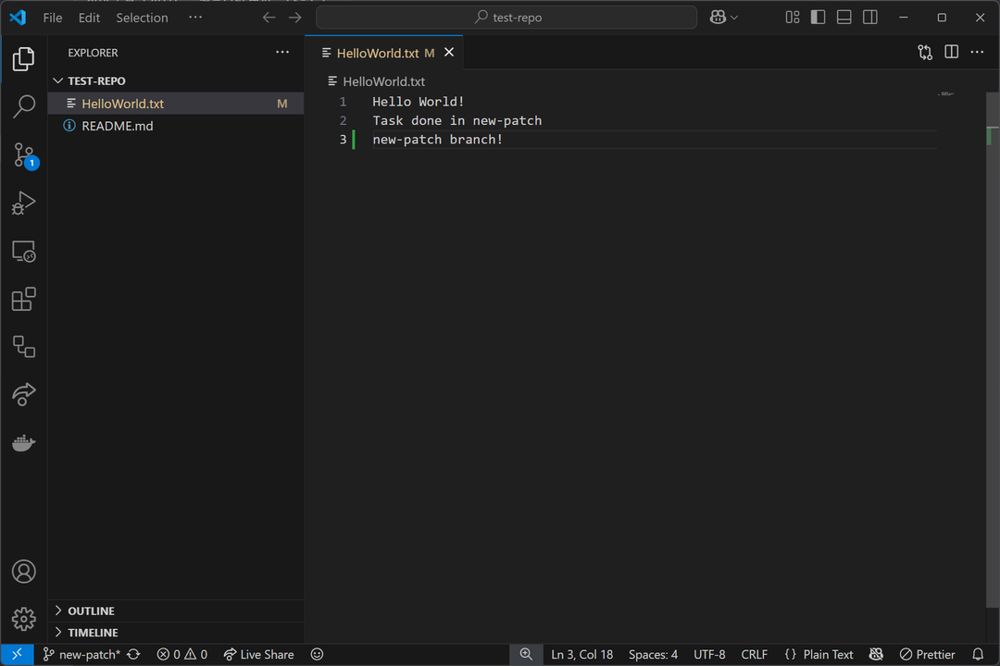 File Edit Selection ··· test-repo
EXPLORER ···
TEST-REPO
HelloWorld.txt M
README.md
1
OUTLINE
TIMELINE
HelloWorld.txt M
HelloWorld.txt
1 Hello World!
2 Task done in new-patch
3 new-patch branch!
new-patch* 0 0 Live Share Ln 3, Col 18 Spaces: 4 UTF-8 CRLF {} Plain Text Prettier